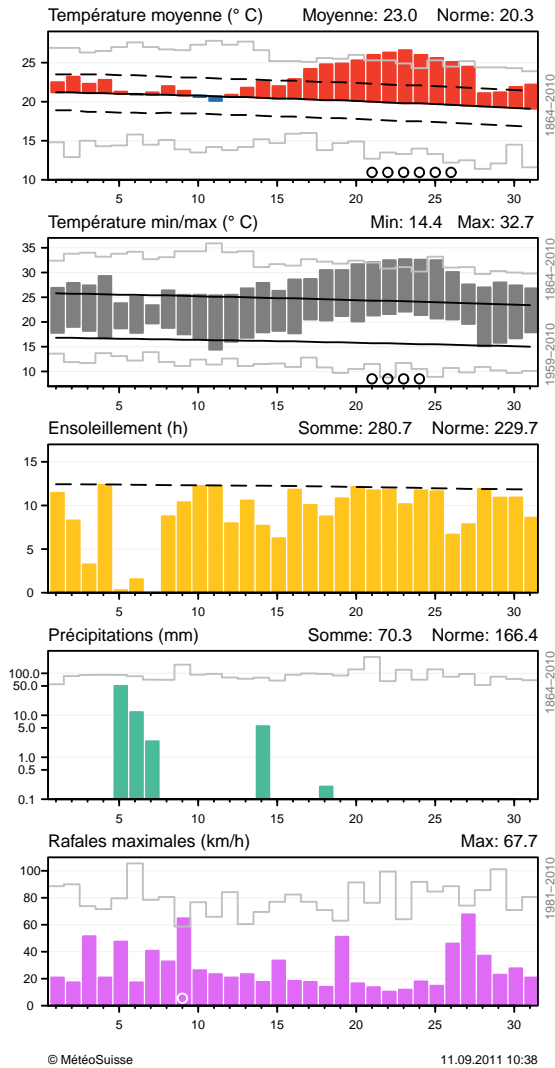 Température moyenne (° C) Moyenne: 23.0 Norme: 20.3
25
20
15
10
1864–2010
5 10 15 20 25 30
Température min/max (° C) Min: 14.4 Max: 32.7
35
30
25
20
15
10
1864–2010
1959–2010
5 10 15 20 25 30
Ensoleillement (h) Somme: 280.7 Norme: 229.7
15
10
5
0
5 10 15 20 25 30
Précipitations (mm) Somme: 70.3 Norme: 166.4
100.0
50.0
10.0
5.0
1.0
0.5
0.1
1864–2010
5 10 15 20 25 30
Rafales maximales (km/h) Max: 67.7
100
80
60
40
20
0
1981–2010
5 10 15 20 25 30
© MétéoSuisse 11.09.2011 10:38